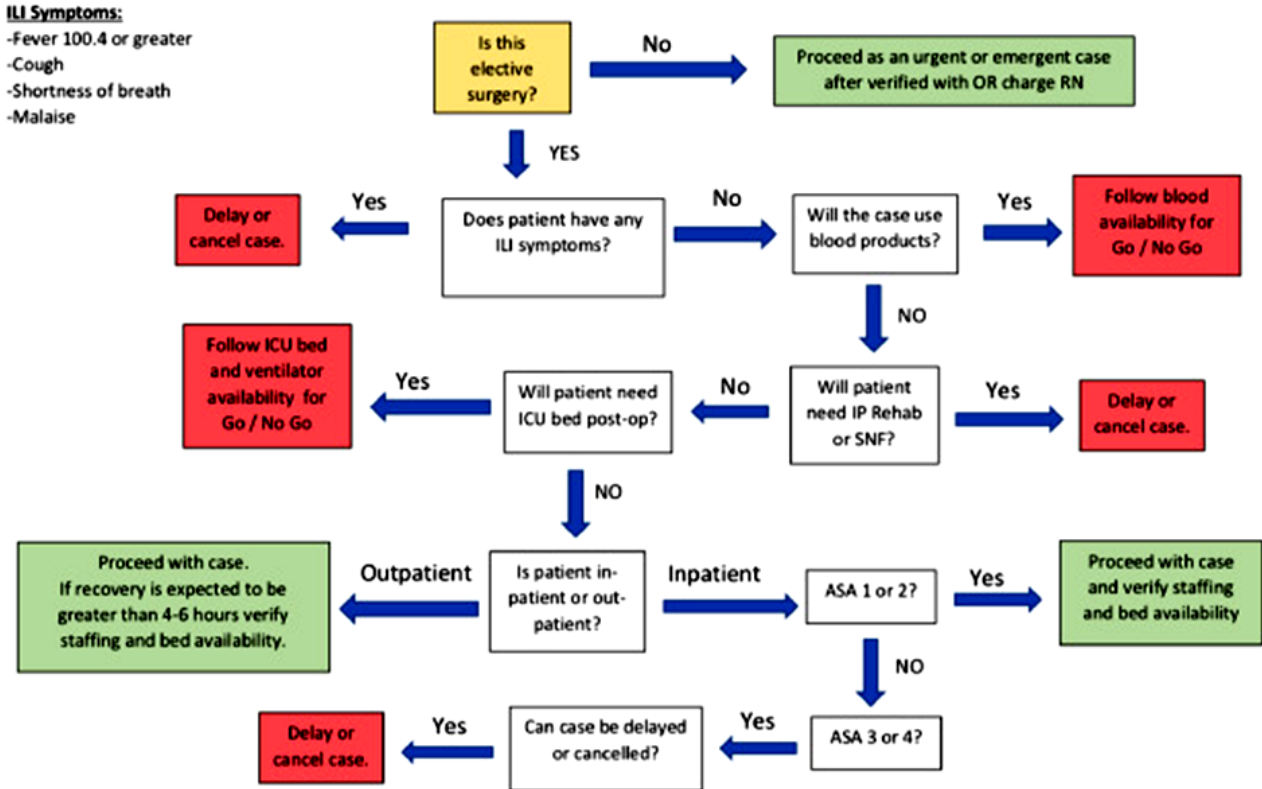 ILI Symptoms:
-Fever 100.4 or greater
-Cough
-Shortness of breath
-Malaise
Is this
elective
surgery?
No
Proceed as an urgent or emergent case
after verified with OR charge RN
YES
Delay or
cancel case.
Yes
Does patient have any
ILI symptoms?
No
Will the case use
blood products?
Yes
Follow blood
availability for
Go / No Go
NO
Follow ICU bed
and ventilator
availability for
Go / No Go
Yes
Will patient need
ICU bed post-op?
No
Will patient
need IP Rehab
or SNF?
Yes
Delay or
cancel case.
NO
Proceed with case.
If recovery is expected to be
greater than 4-6 hours verify
staffing and bed availability.
Outpatient
Is patient in-
patient or out-
patient?
Inpatient
ASA 1 or 2?
Yes
Proceed with case
and verify staffing
and bed availability
NO
Delay or
cancel case.
Yes
Can case be delayed
or cancelled?
Yes
ASA 3 or 4?